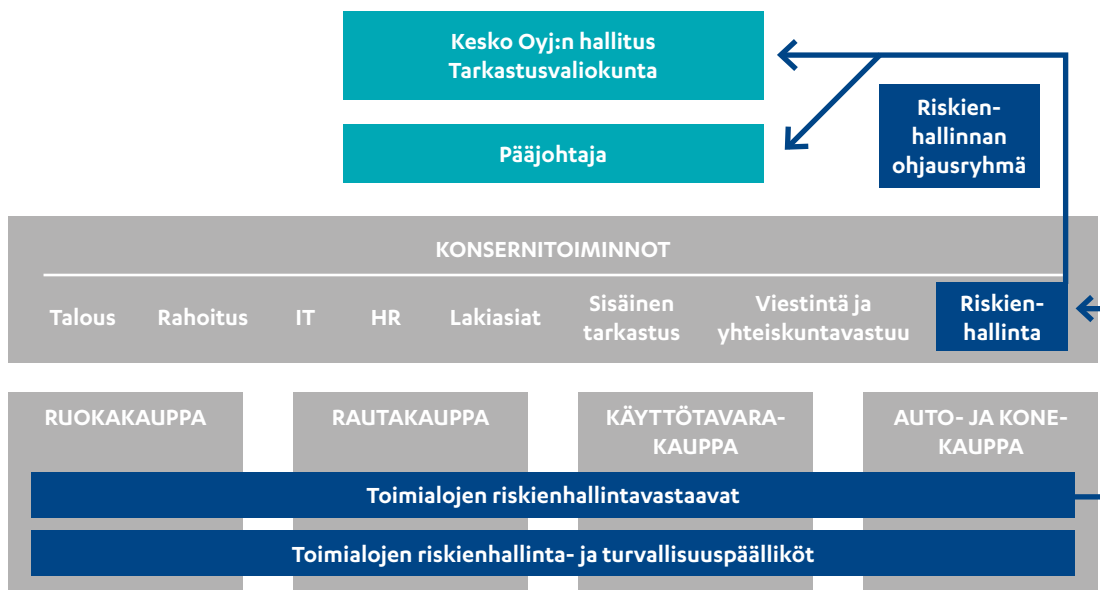 Kesko Oyj:n hallitus
Tarkastusvaliokunta
Pääjohtaja
Riskien-
hallinnan
ohjausryhmä
KONSERNITOIMINNOT
Talous
Rahoitus
IT
HR
Lakiasiat
Sisäinen
tarkastus
Viestintä ja
yhteiskuntavastuu
Riskien-
hallinta
RUOKAKAUPPA
RAUTAKAUPPA
KÄYTTÖTAVARA-
KAUPPA
AUTO- JA KONE-
KAUPPA
Toimialojen riskienhallintavastaavat
Toimialojen riskienhallinta- ja turvallisuuspäälliköt